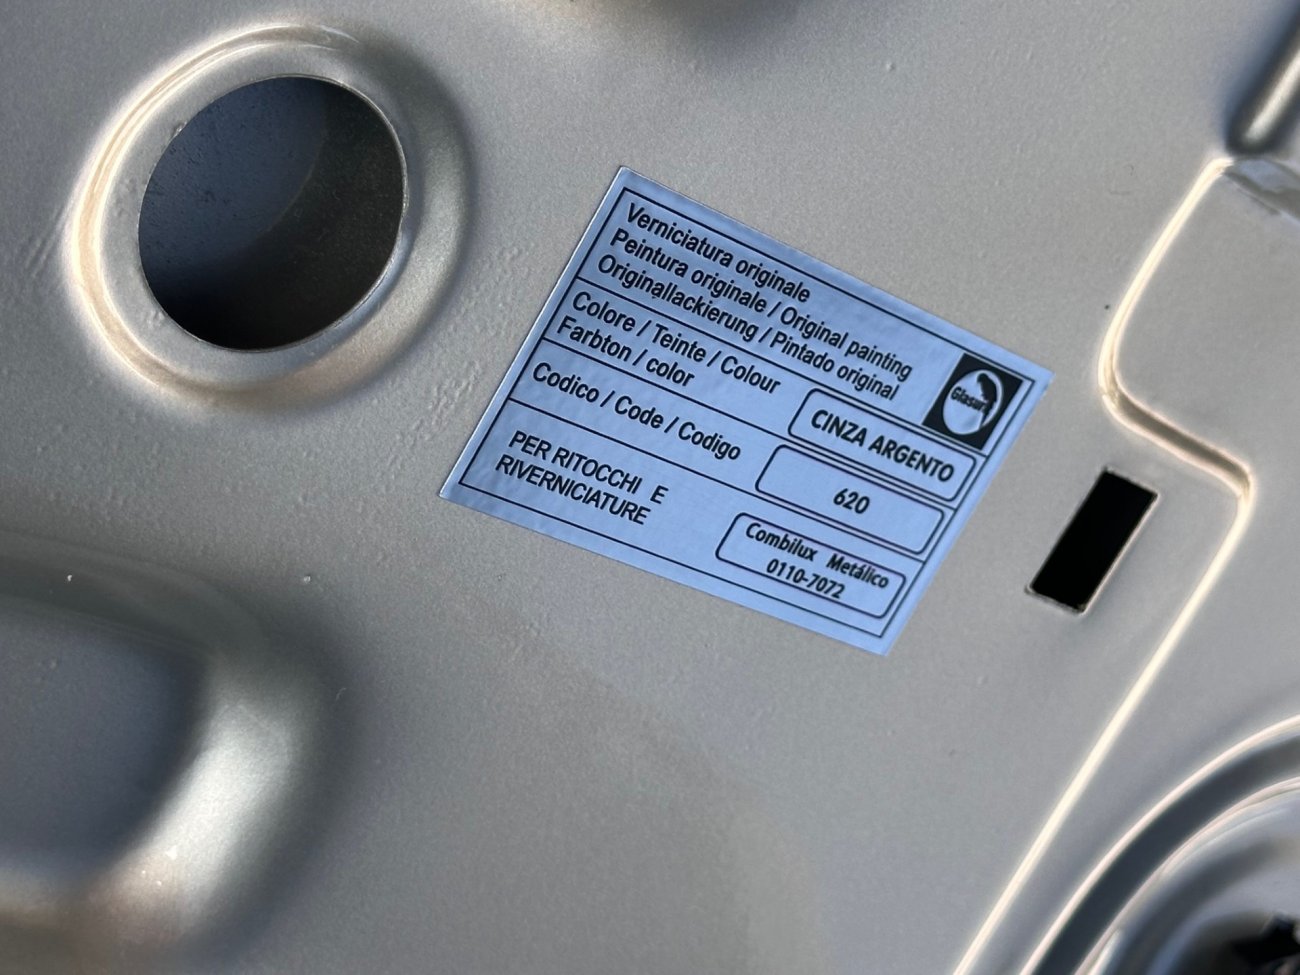 Verniciatura originale
Peintura originale / Original painting
Originallackierung / Pintado original
Glasurit
Colore / Teinte / Colour
Farbton / color
CINZA ARGENTO
Codico / Code / Codigo
620
PER RITOCCHI E
RIVERNICIATURE
Combilux Metálico
0110-7072